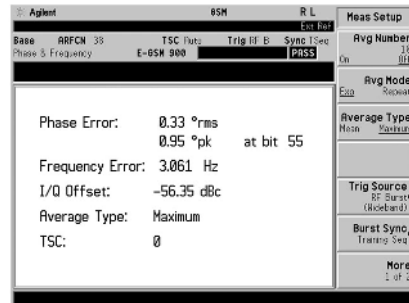 Agilent GSM R L
Ext Ref
Base ARFCN 38 TSC Auto Trig RF B Sync TSeq
Phase & Frequency E-GSM 900 PASS
Meas Setup
Avg Number
On Off
Avg Mode
Exp Repeat
Average Type
Mean Maximum
Trig Source
RF Burst
(Wideband)
Burst Sync
Training Seq
More
Phase Error: 0.33 °rms
0.95 °pk at bit 55
Frequency Error: 3.061 Hz
I/Q Offset: -56.35 dBc
Average Type: Maximum
TSC: 0